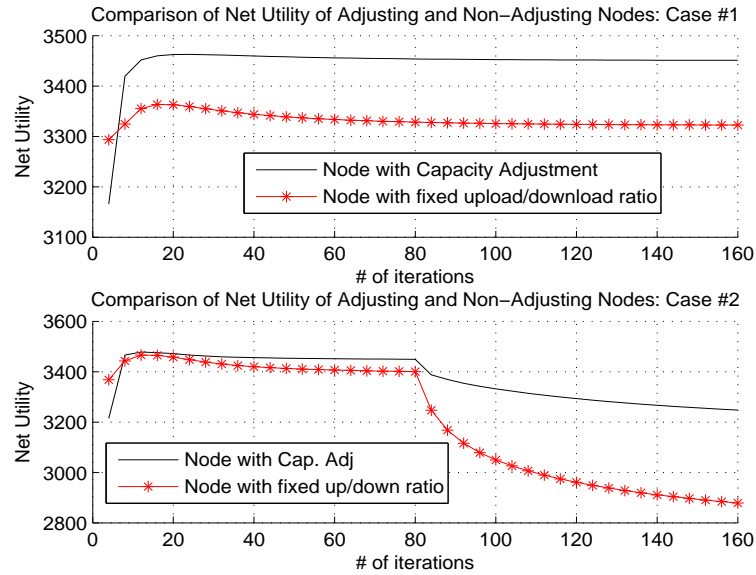 Comparison of Net Utility of Adjusting and Non-Adjusting Nodes: Case #1
3500
3400
3300
3200
3100
Net Utility
Node with Capacity Adjustment
Node with fixed upload/download ratio
0 20 40 60 80 100 120 140 160
# of iterations
Comparison of Net Utility of Adjusting and Non-Adjusting Nodes: Case #2
3600
3400
3200
3000
2800
Net Utility
Node with Cap. Adj
Node with fixed up/down ratio
0 20 40 60 80 100 120 140 160
# of iterations